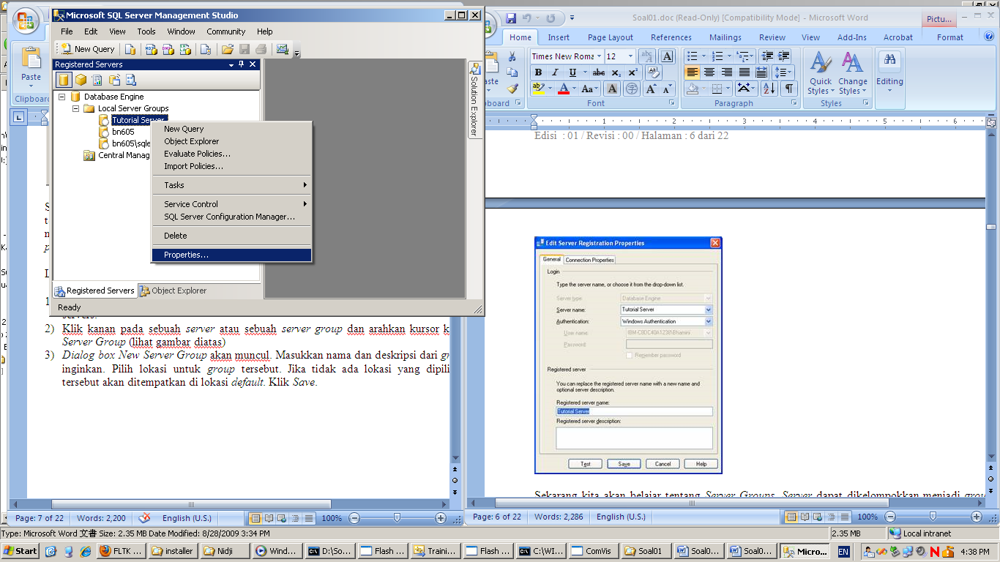 Microsoft SQL Server Management Studio
File Edit View Tools Window Community Help
New Query
Registered Servers
Database Engine
Local Server Groups
Tutorial Server
bn605
bn605\sqle
Central Manag
New Query
Object Explorer
Evaluate Policies...
Import Policies...
Tasks
Service Control
SQL Server Configuration Manager...
Delete
Properties...
Solution Explorer
Registered Servers Object Explorer
Ready
Paste
Clipboard
servers.
2) Klik kanan pada sebuah server atau sebuah server group dan arahkan kursor k
Server Group (lihat gambar diatas)
3) Dialog box New Server Group akan muncul. Masukkan nama dan deskripsi dari gr
inginkan. Pilih lokasi untuk group tersebut. Jika tidak ada lokasi yang dipili
tersebut akan ditempatkan di lokasi default. Klik Save.
Page: 7 of 22 Words: 2,200 English (U.S.) 100%
Soal01.doc (Read-Only) [Compatibility Mode] - Microsoft Word
Pictu...
Home Insert Page Layout References Mailings Review View Add-Ins Acrobat Format
Times New Roma 12
Quick Styles
Change Styles
Editing
Font Paragraph Styles
Edisi : 01 / Revisi : 00 / Halaman : 6 dari 22
Edit Server Registration Properties
General Connection Properties
Login
Type the server name, or choose it from the drop-down list.
Server type: Database Engine
Server name: Tutorial Server
Authentication: Windows Authentication
User name: IBM-C8DC40A1238\Bhamini
Password:
Remember password
Registered server
You can replace the registered server name with a new name and
optional server description.
Registered server name:
Tutorial Server
Registered server description:
Test Save Cancel Help
Sekarang kita akan belajar tentang Server Groups. Server dapat dikelompokkan menjadi grou
Page: 6 of 22 Words: 2,286 English (U.S.) 100%
Type: Microsoft Word 文書 Size: 2.35 MB Date Modified: 8/28/2009 3:34 PM
2.35 MB Local intranet
Start FLTK ... installer Nidji Wind... D:\So... Flash ... Traini... Flash ... C:\WI... ComVis Soal01 Soal0... Soal0... Micro... EN 4:38 PM